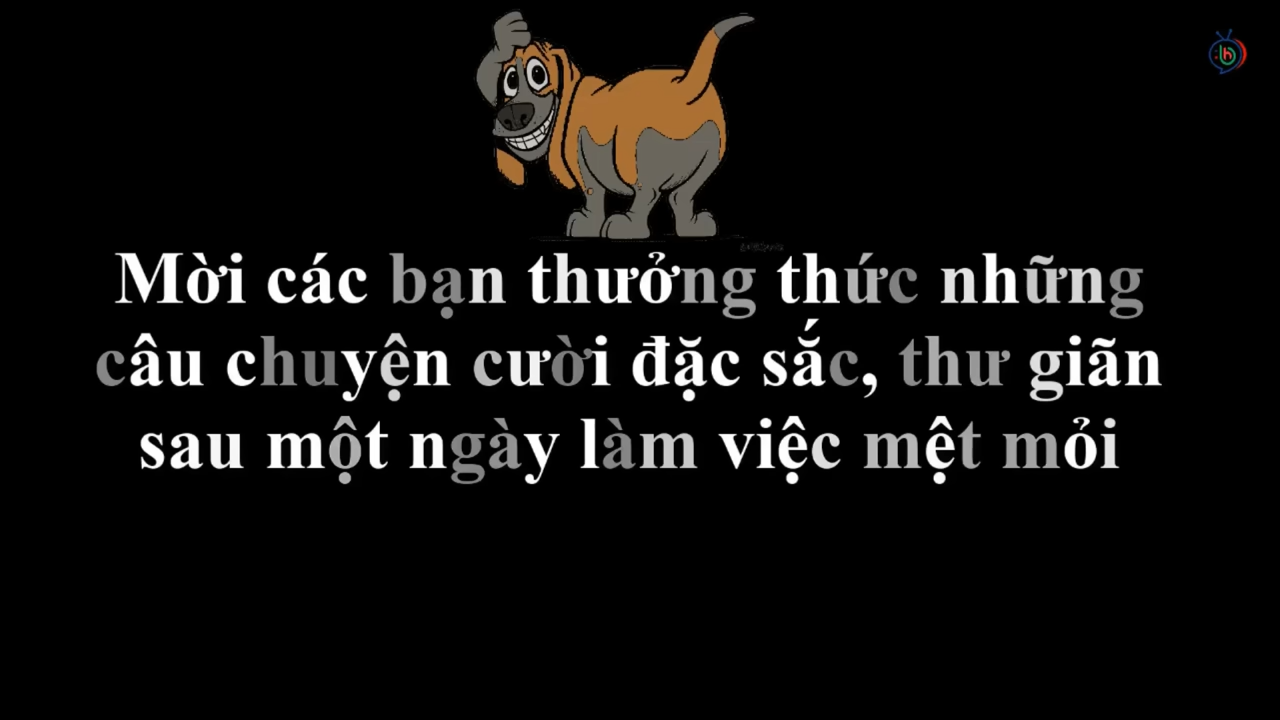 Mời các bạn thưởng thức những
câu chuyện cười đặc sắc, thư giãn
sau một ngày làm việc mệt mỏi